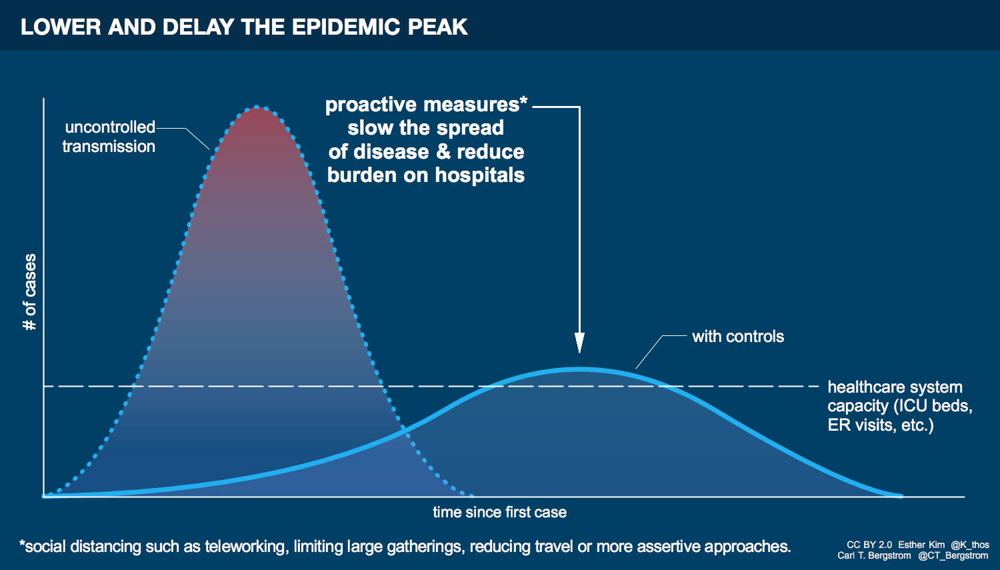 LOWER AND DELAY THE EPIDEMIC PEAK
uncontrolled
transmission
proactive measures*
slow the spread
of disease & reduce
burden on hospitals
# of cases
with controls
healthcare system
capacity (ICU beds,
ER visits, etc.)
time since first case
*social distancing such as teleworking, limiting large gatherings, reducing travel or more assertive approaches.
CC BY 2.0 Esther Kim @K_thos
Carl T. Bergstrom @CT_Bergstrom